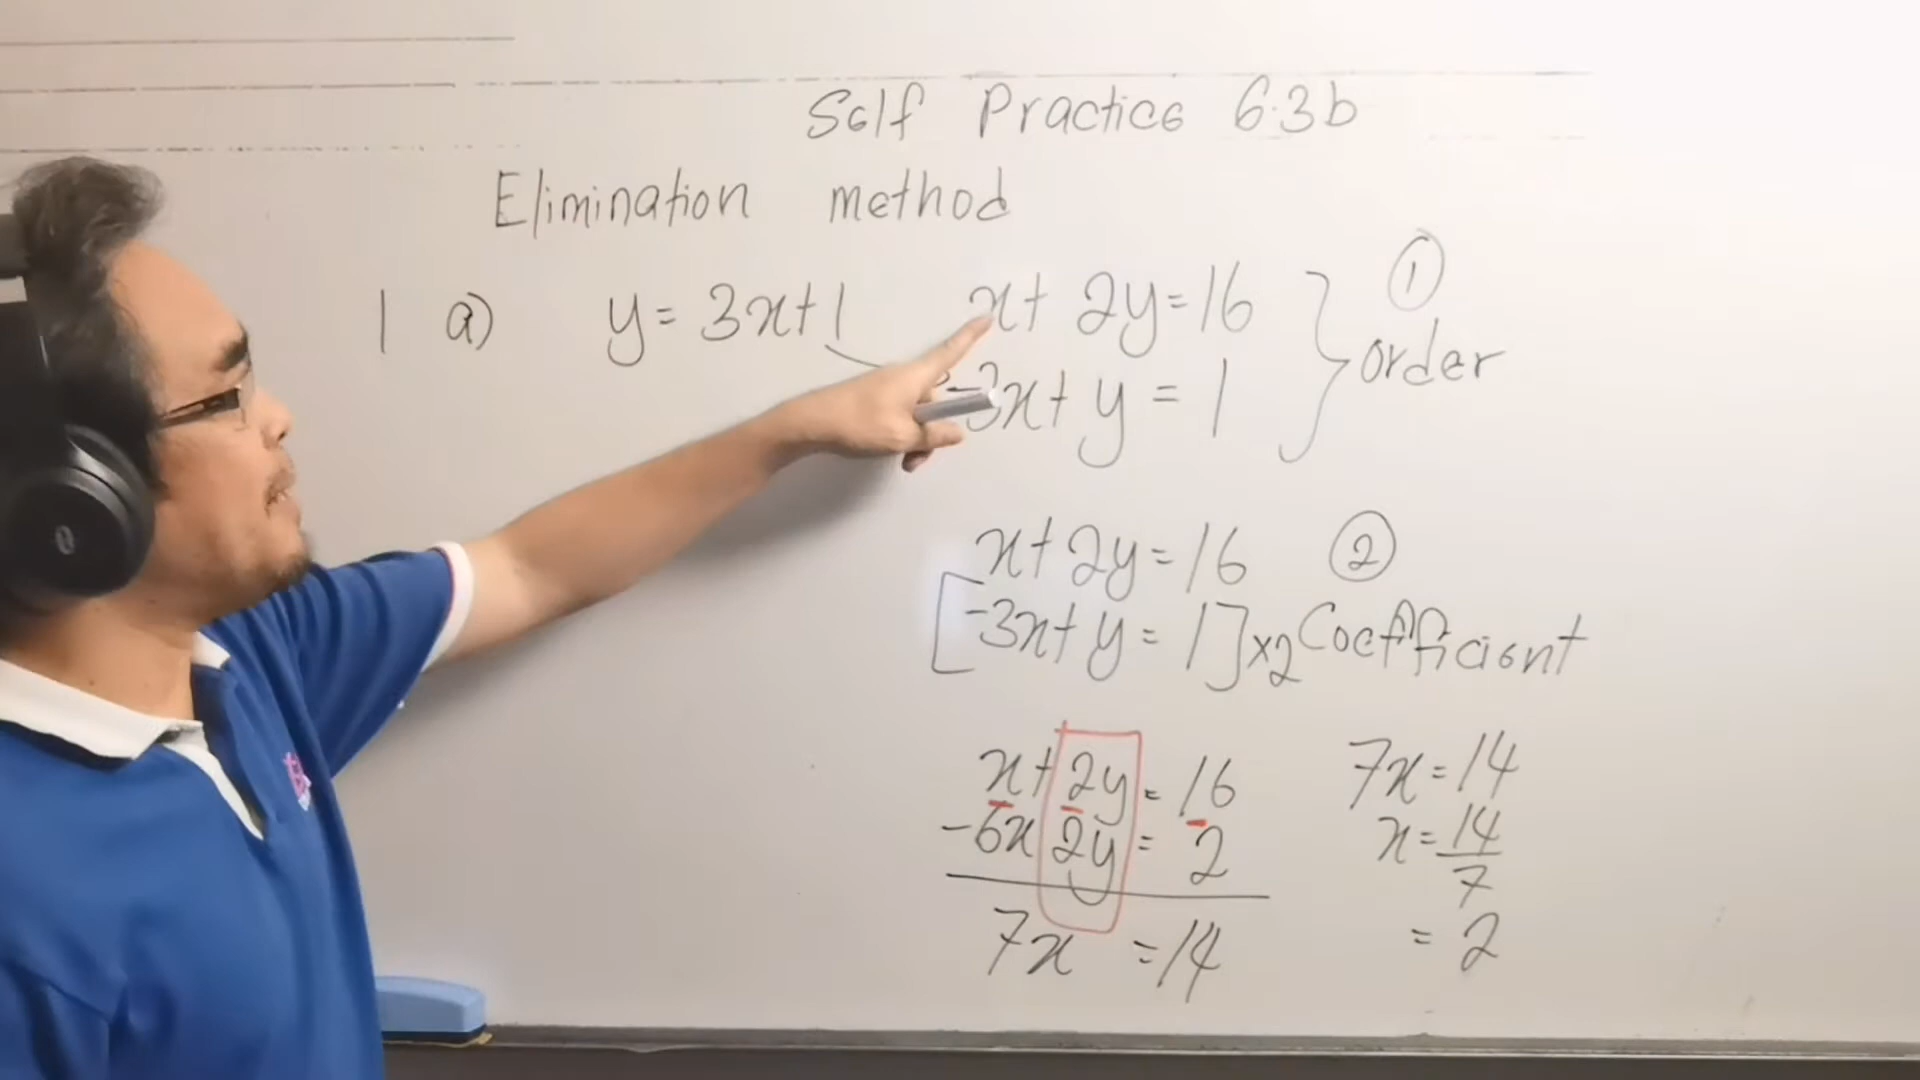 Self Practice 6.3b
Elimination method
1 a) y = 3x+1 x+ 2y=16
-3x+ y = 1
① order
x+ 2y=16 ②
[-3x+ y = 1]x2 Coefficient
x+2y = 16
-6x 2y = 2
7x = 14
7x=14
x=14/7
= 2